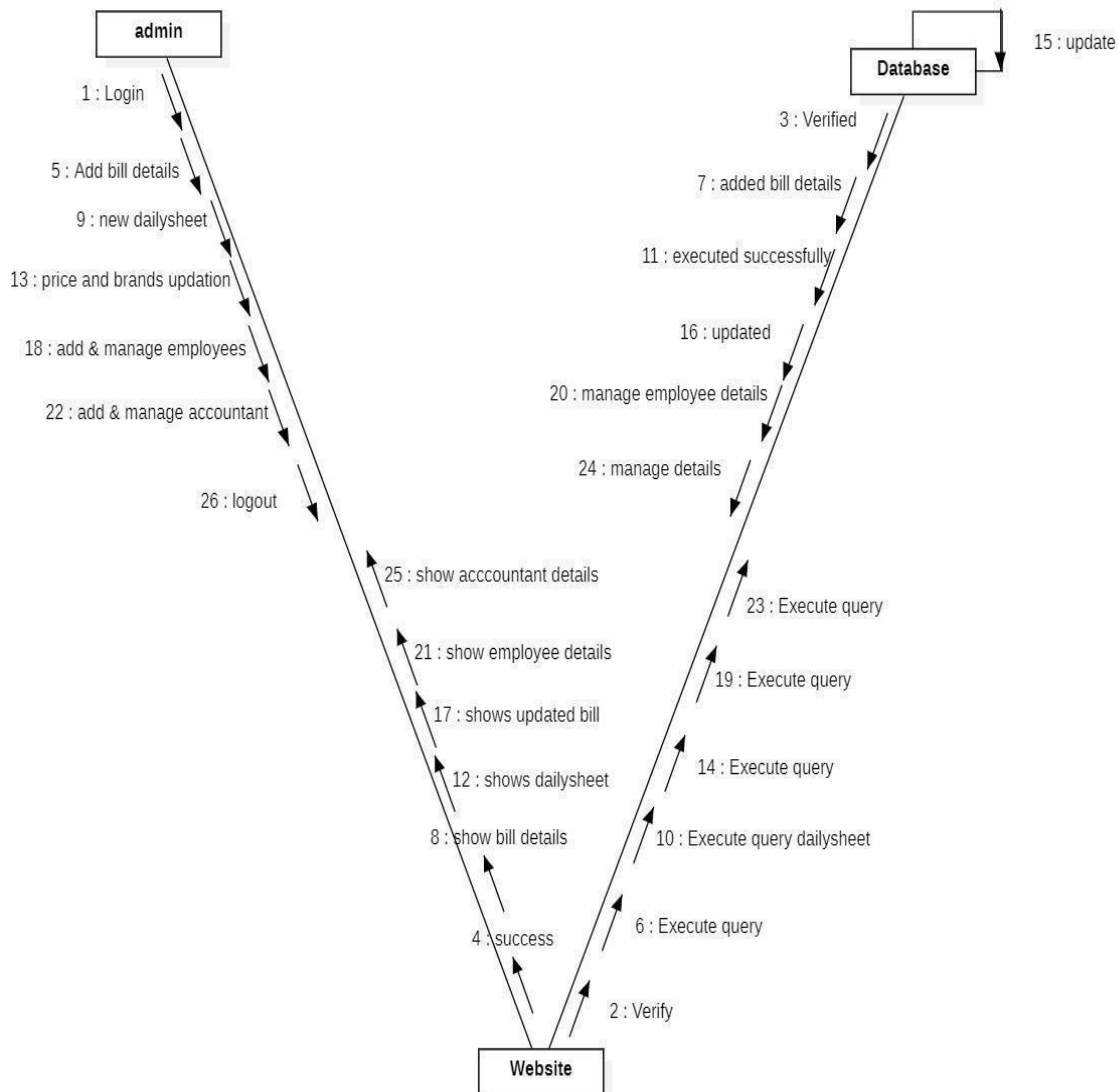 admin
Database
15 : update
1 : Login
3 : Verified
5 : Add bill details
7 : added bill details
9 : new dailysheet
11 : executed successfully
13 : price and brands updation
16 : updated
18 : add & manage employees
20 : manage employee details
22 : add & manage accountant
24 : manage details
26 : logout
25 : show acccountant details
23 : Execute query
21 : show employee details
19 : Execute query
17 : shows updated bill
14 : Execute query
12 : shows dailysheet
8 : show bill details
10 : Execute query dailysheet
4 : success
6 : Execute query
2 : Verify
Website